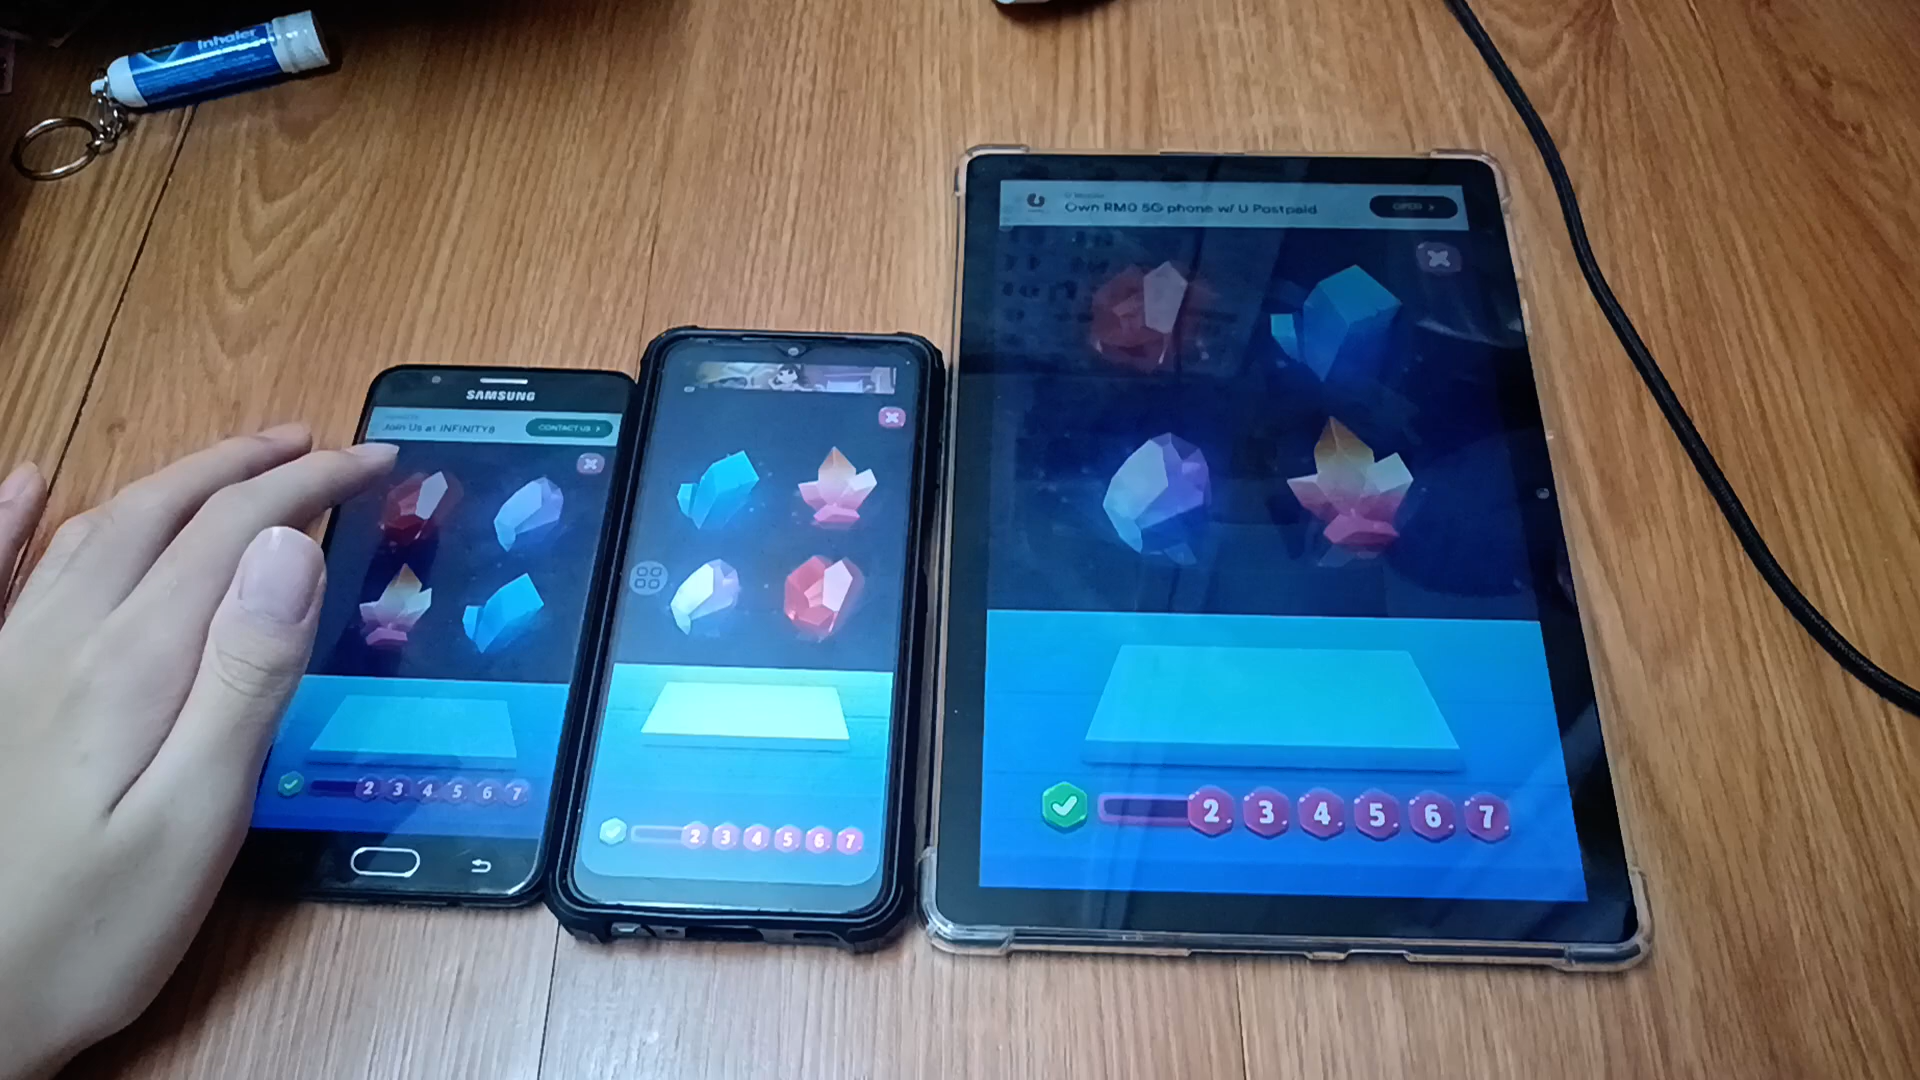 Inhaler
SAMSUNG
Join Us at INFINITY8
CONTACT US >
2 3 4 5 6 7
2 3 4 5 6 7
Own RM0 5G phone w/ U Postpaid
OPEN >
2 3 4 5 6 7